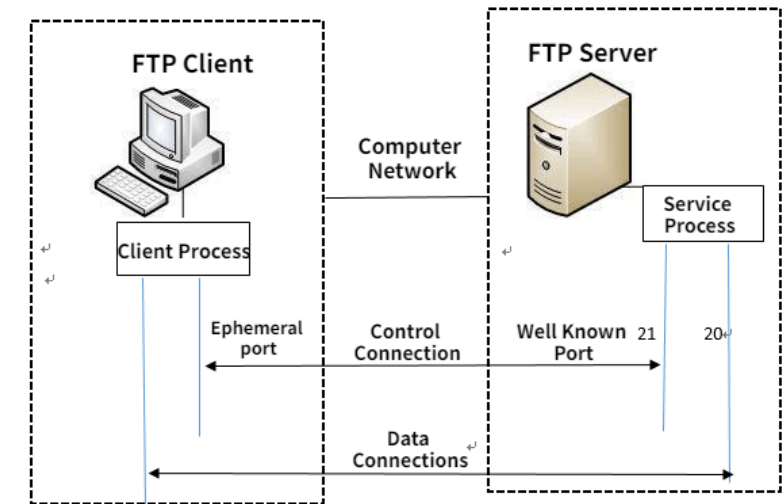 FTP Client
FTP Server
Computer
Network
Service
Process
Client Process
Ephemeral
port
Control
Connection
Well Known
Port
21
20
Data
Connections